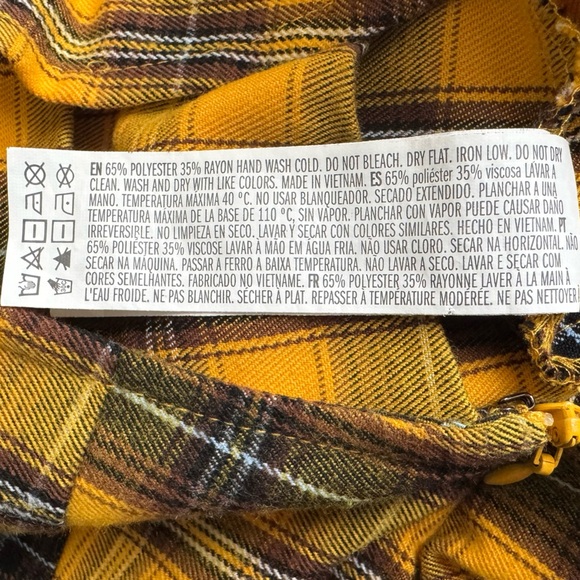 EN 65% POLYESTER 35% RAYON HAND WASH COLD. DO NOT BLEACH. DRY FLAT. IRON LOW. DO NOT DRY
CLEAN. WASH AND DRY WITH LIKE COLORS. MADE IN VIETNAM. ES 65% poliéster 35% viscosa LAVAR A
MANO. TEMPERATURA MÁXIMA 40 °C. NO USAR BLANQUEADOR. SECADO EXTENDIDO. PLANCHAR A UNA
TEMPERATURA MÁXIMA DE LA BASE DE 110 °C, SIN VAPOR. PLANCHAR CON VAPOR PUEDE CAUSAR DAÑO
IRREVERSIBLE. NO LIMPIEZA EN SECO. LAVAR Y SECAR CON COLORES SIMILARES. HECHO EN VIETNAM. PT
65% POLIÉSTER 35% VISCOSE LAVAR À MÃO EM ÁGUA FRIA. NÃO USAR CLORO. SECAR NA HORIZONTAL. NÃO
SECAR NA MÁQUINA. PASSAR A FERRO A BAIXA TEMPERATURA. NÃO LAVAR A SECO. LAVAR E SECAR COM
CORES SEMELHANTES. FABRICADO NO VIETNAME. FR 65% POLYESTER 35% RAYONNE LAVER À LA MAIN À
L'EAU FROIDE. NE PAS BLANCHIR. SÉCHER À PLAT. REPASSER À TEMPÉRATURE MODÉRÉE. NE PAS NETTOYER